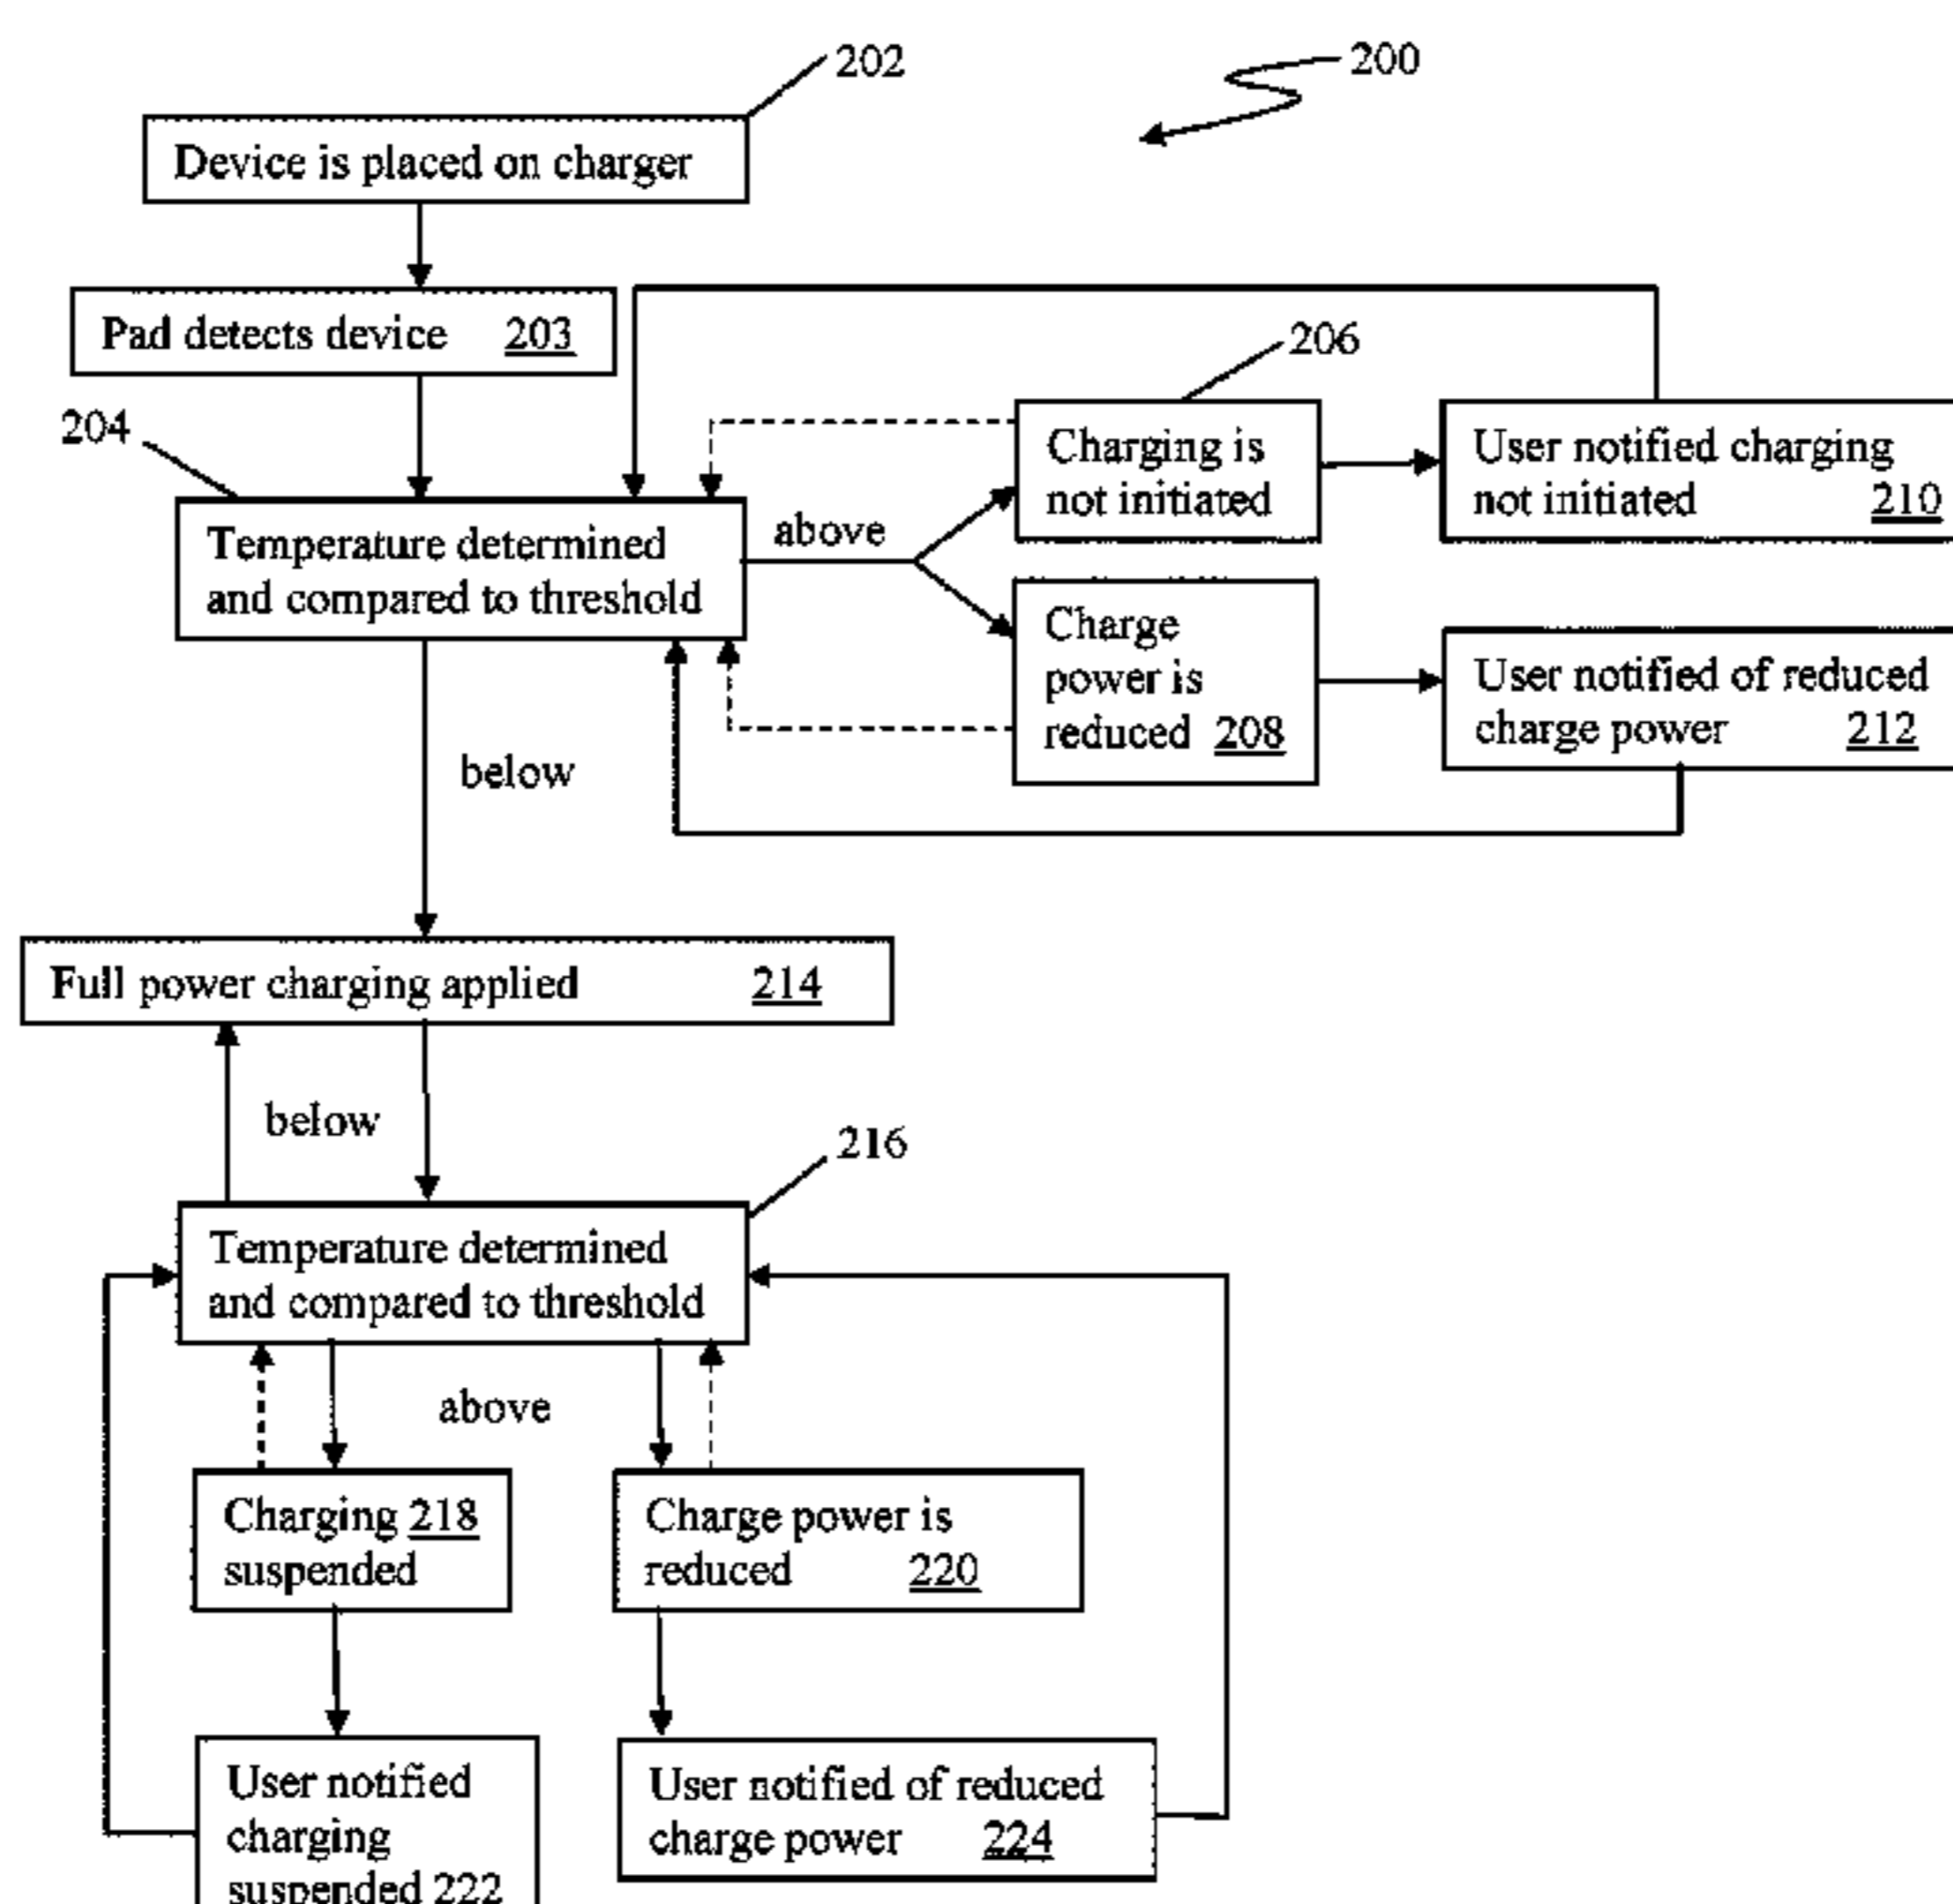 202
200
Device is placed on charger
Pad detects device 203
206
204
Charging is
not initiated
User notified charging
not initiated 210
Temperature determined
and compared to threshold
above
Charge
power is
reduced 208
User notified of reduced
charge power 212
below
Full power charging applied 214
below
216
Temperature determined
and compared to threshold
above
Charging 218
suspended
Charge power is
reduced 220
User notified
charging
suspended 222
User notified of reduced
charge power 224